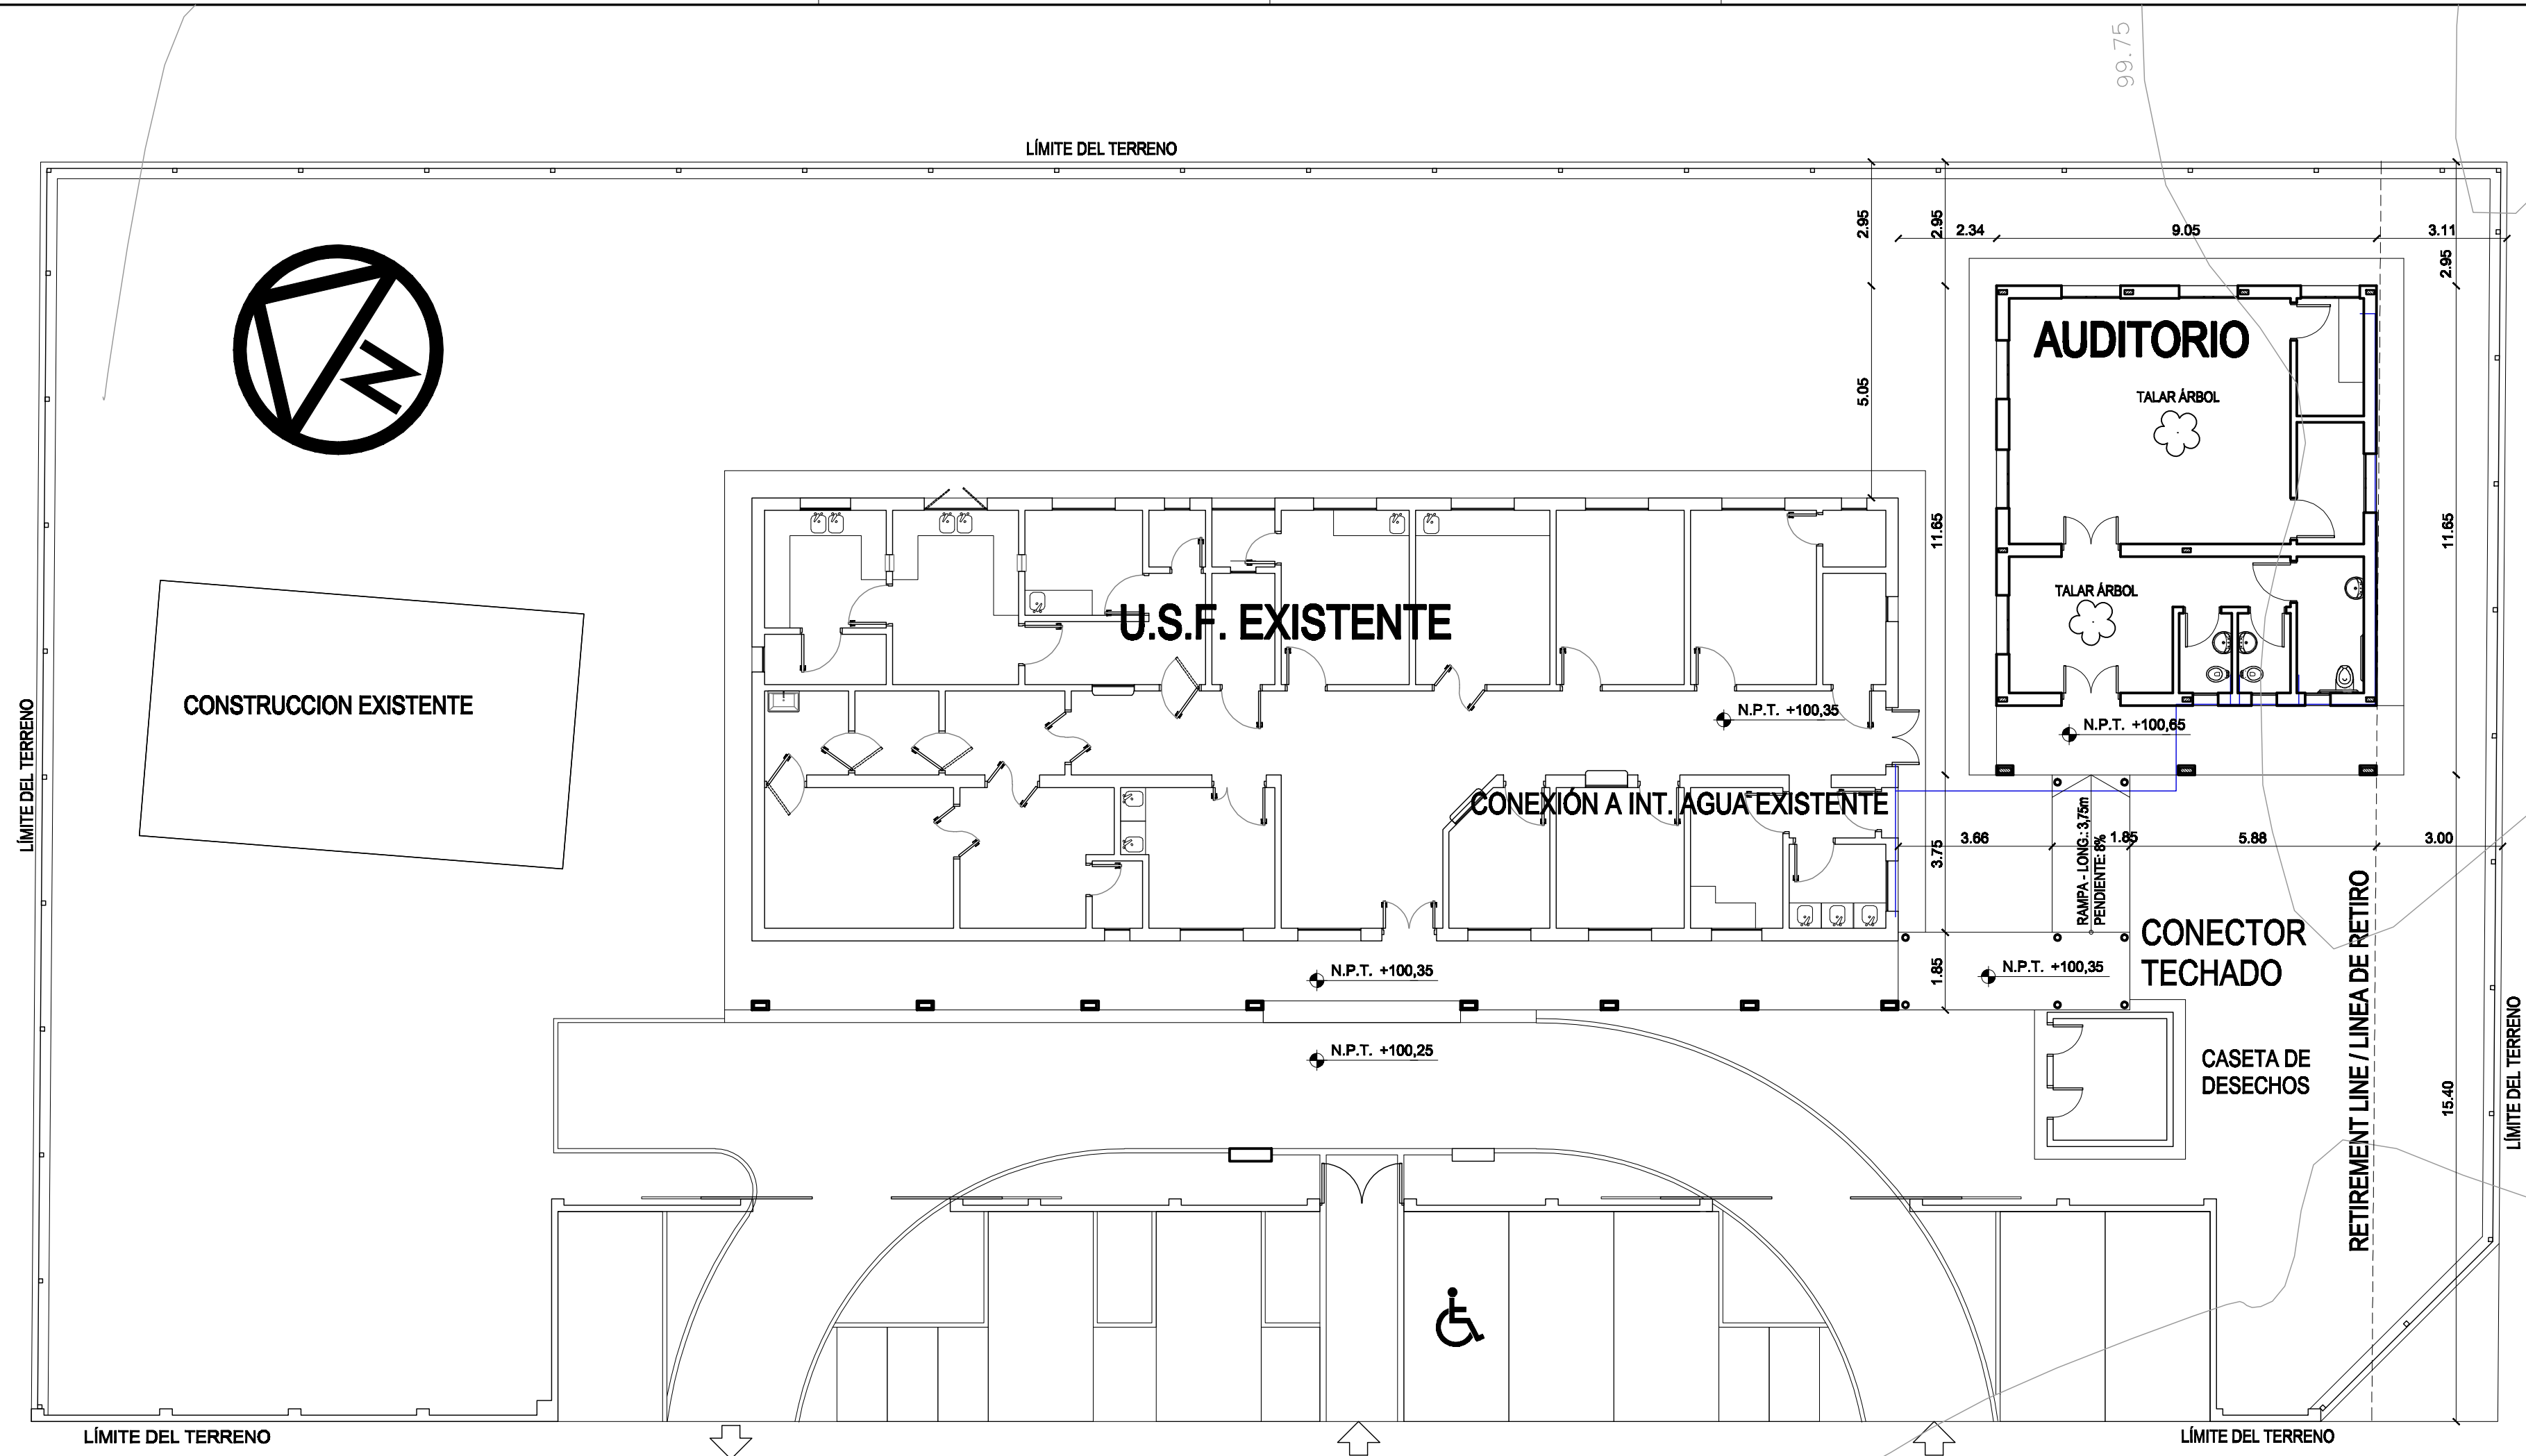 99.75
LÍMITE DEL TERRENO
2.95
2.95
2.34
9.05
3.11
2.95
N
AUDITORIO
5.05
TALAR ÁRBOL
11.65
11.65
TALAR ÁRBOL
U.S.F. EXISTENTE
CONSTRUCCION EXISTENTE
LÍMITE DEL TERRENO
N.P.T. +100,35
N.P.T. +100,65
CONEXIÓN A INT. AGUA EXISTENTE
3.75
3.66
1.85
5.88
3.00
RAMPA - LONG.: 3,75m
PENDIENTE: 8%
CONECTOR
TECHADO
N.P.T. +100,35
1.85
N.P.T. +100,35
N.P.T. +100,25
CASETA DE
DESECHOS
RETIREMENT LINE / LINEA DE RETIRO
15.40
LÍMITE DEL TERRENO
LÍMITE DEL TERRENO
LÍMITE DEL TERRENO